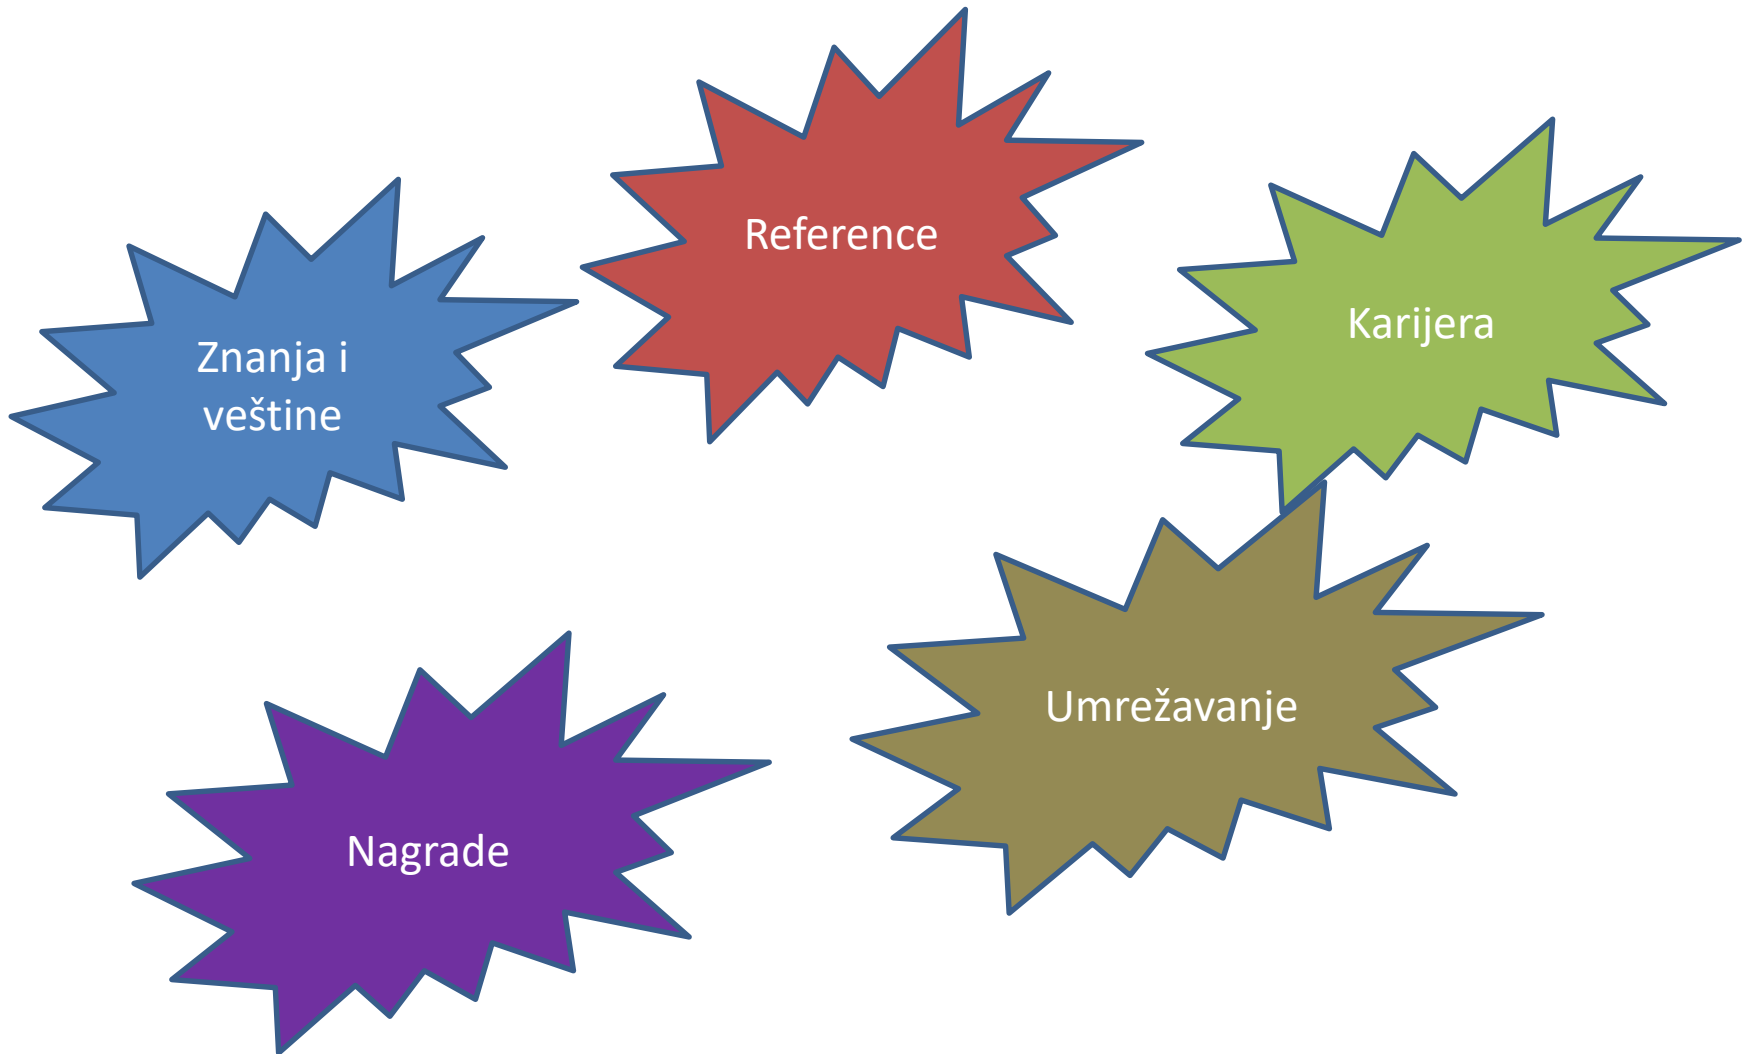 Reference
Karijera
Znanja i
veštine
Umrežavanje
Nagrade